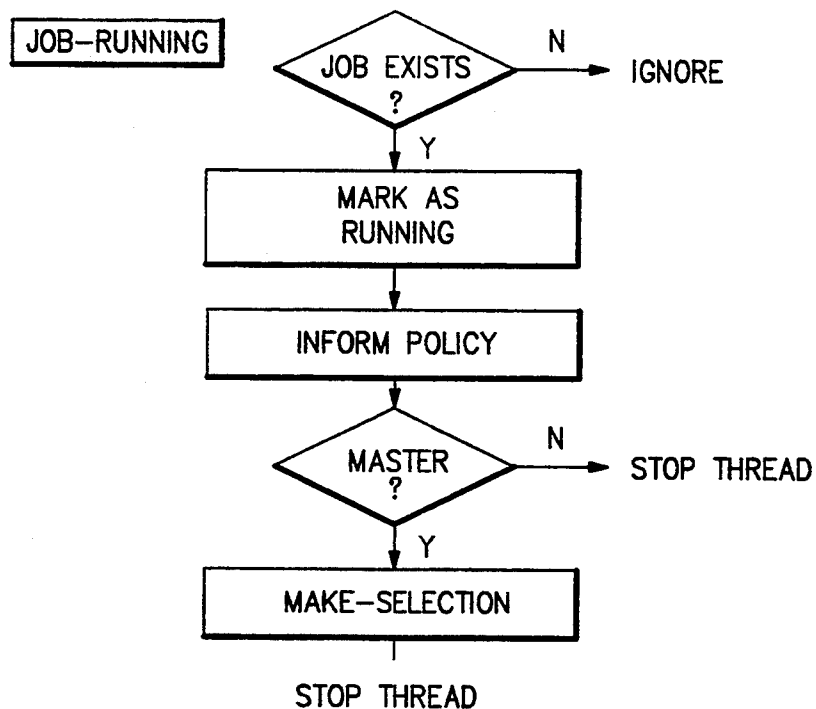 JOB-RUNNING
JOB EXISTS
?
N
IGNORE
Y
MARK AS
RUNNING
INFORM POLICY
MASTER
?
N
STOP THREAD
Y
MAKE-SELECTION
STOP THREAD